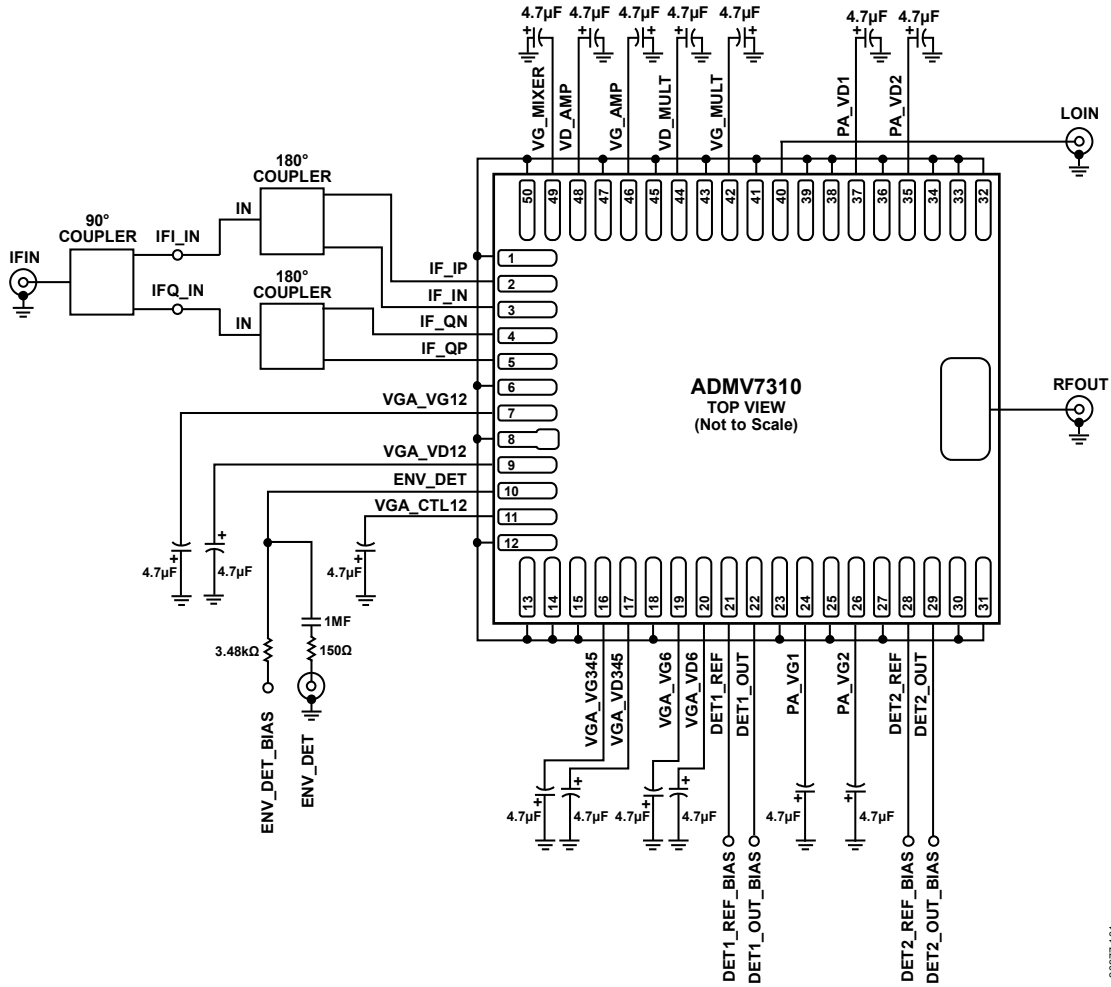 4.7µF 4.7µF 4.7µF 4.7µF 4.7µF 4.7µF 4.7µF
+ + + + + + +
VG_MIXER
VD_AMP
VG_AMP
VD_MULT
VG_MULT
PA_VD1
PA_VD2
LOIN
50 49 48 47 46 45 44 43 42 41 40 39 38 37 36 35 34 33 32
180°
COUPLER
IN
90°
COUPLER
IFI_IN
IFIN
IFQ_IN
180°
COUPLER
IN
IF_IP
IF_IN
IF_QN
IF_QP
VGA_VG12
VGA_VD12
ENV_DET
VGA_CTL12
1
2
3
4
5
6
7
8
9
10
11
12
ADMV7310
TOP VIEW
(Not to Scale)
RFOUT
+ + +
4.7µF 4.7µF 4.7µF
1MF
3.48kΩ 150Ω
ENV_DET_BIAS
ENV_DET
13 14 15 16 17 18 19 20 21 22 23 24 25 26 27 28 29 30 31
VGA_VG345
VGA_VD345
VGA_VG6
VGA_VD6
DET1_REF
DET1_OUT
PA_VG1
PA_VG2
DET2_REF
DET2_OUT
+ + + + + +
4.7µF 4.7µF 4.7µF 4.7µF 4.7µF 4.7µF
DET1_REF_BIAS
DET1_OUT_BIAS
DET2_REF_BIAS
DET2_OUT_BIAS